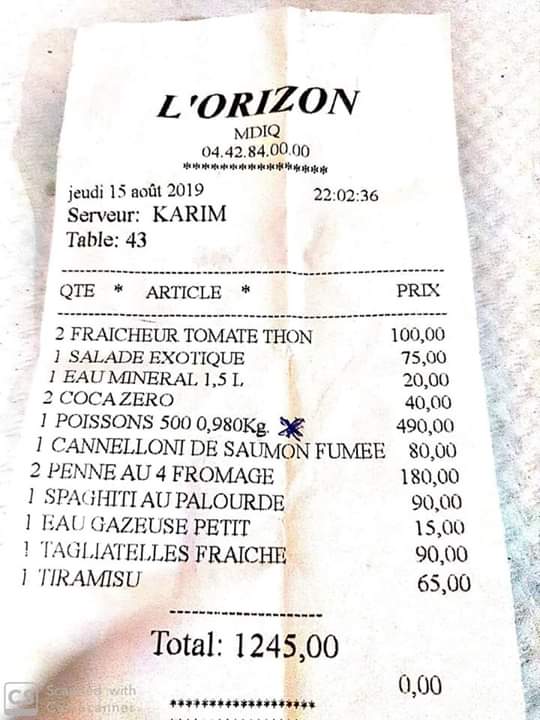 L'ORIZON
MDIQ
04.42.84.00.00
*****************
jeudi 15 août 2019 22:02:36
Serveur: KARIM
Table: 43
QTE * ARTICLE * PRIX
2 FRAICHEUR TOMATE THON 100,00
1 SALADE EXOTIQUE 75,00
1 EAU MINERAL 1,5 L 20,00
2 COCA ZERO 40,00
1 POISSONS 500 0,980Kg. 490,00
1 CANNELLONI DE SAUMON FUMEE 80,00
2 PENNE AU 4 FROMAGE 180,00
1 SPAGHITI AU PALOURDE 90,00
1 EAU GAZEUSE PETIT 15,00
1 TAGLIATELLES FRAICHE 90,00
1 TIRAMISU 65,00
Total: 1245,00
0,00
*****************
CS Scanned with
CamScanner